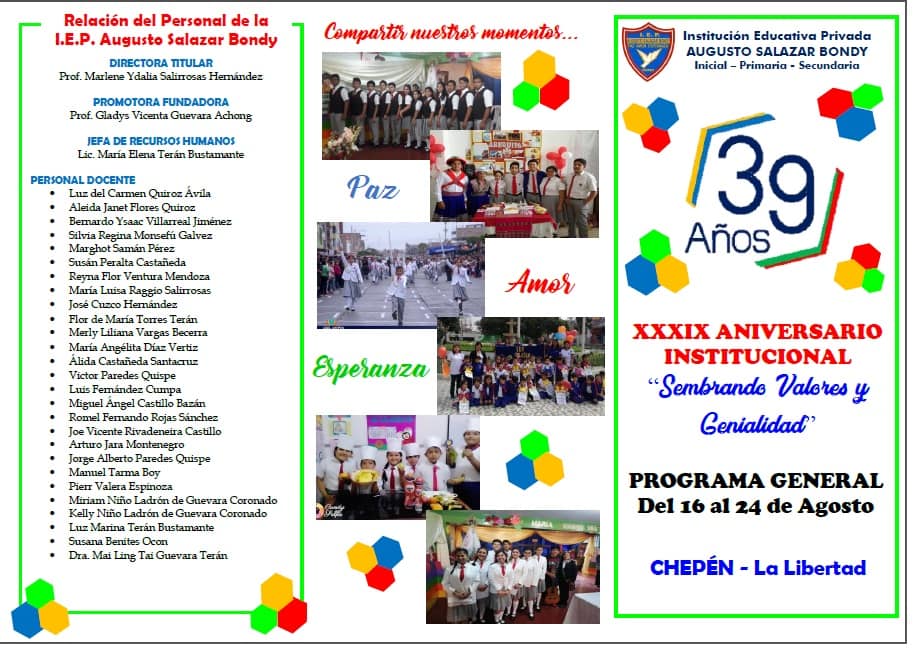 Relación del Personal de la
I.E.P. Augusto Salazar Bondy
DIRECTORA TITULAR
Prof. Marlene Ydalia Salirrosas Hernández
PROMOTORA FUNDADORA
Prof. Gladys Vicenta Guevara Achong
JEFA DE RECURSOS HUMANOS
Lic. María Elena Terán Bustamante
PERSONAL DOCENTE
• Luz del Carmen Quiroz Ávila
• Aleida Janet Flores Quiroz
• Bernardo Ysaac Villarreal Jiménez
• Silvia Regina Monsefú Galvez
• Marghot Samán Pérez
• Susán Peralta Castañeda
• Reyna Flor Ventura Mendoza
• María Luisa Raggio Salirrosas
• José Cuzco Hernández
• Flor de María Torres Terán
• Merly Liliana Vargas Becerra
• María Angélita Díaz Vertiz
• Álida Castañeda Santacruz
• Víctor Paredes Quispe
• Luis Fernández Cumpa
• Miguel Ángel Castillo Bazán
• Romel Fernando Rojas Sánchez
• Joe Vicente Rivadeneira Castillo
• Arturo Jara Montenegro
• Jorge Alberto Paredes Quispe
• Manuel Tarma Boy
• Pierr Valera Espinoza
• Miriam Niño Ladrón de Guevara Coronado
• Kelly Niño Ladrón de Guevara Coronado
• Luz Marina Terán Bustamante
• Susana Benites Ocon
• Dra. Mai Ling Tai Guevara Terán
Compartir nuestros momentos...
Paz
Amor
Esperanza
I. E. P.
Institución Educativa Privada
AUGUSTO SALAZAR BONDY
Inicial – Primaria - Secundaria
39
Años
XXXIX ANIVERSARIO
INSTITUCIONAL
“Sembrando Valores y
Genialidad”
PROGRAMA GENERAL
Del 16 al 24 de Agosto
CHEPÉN - La Libertad